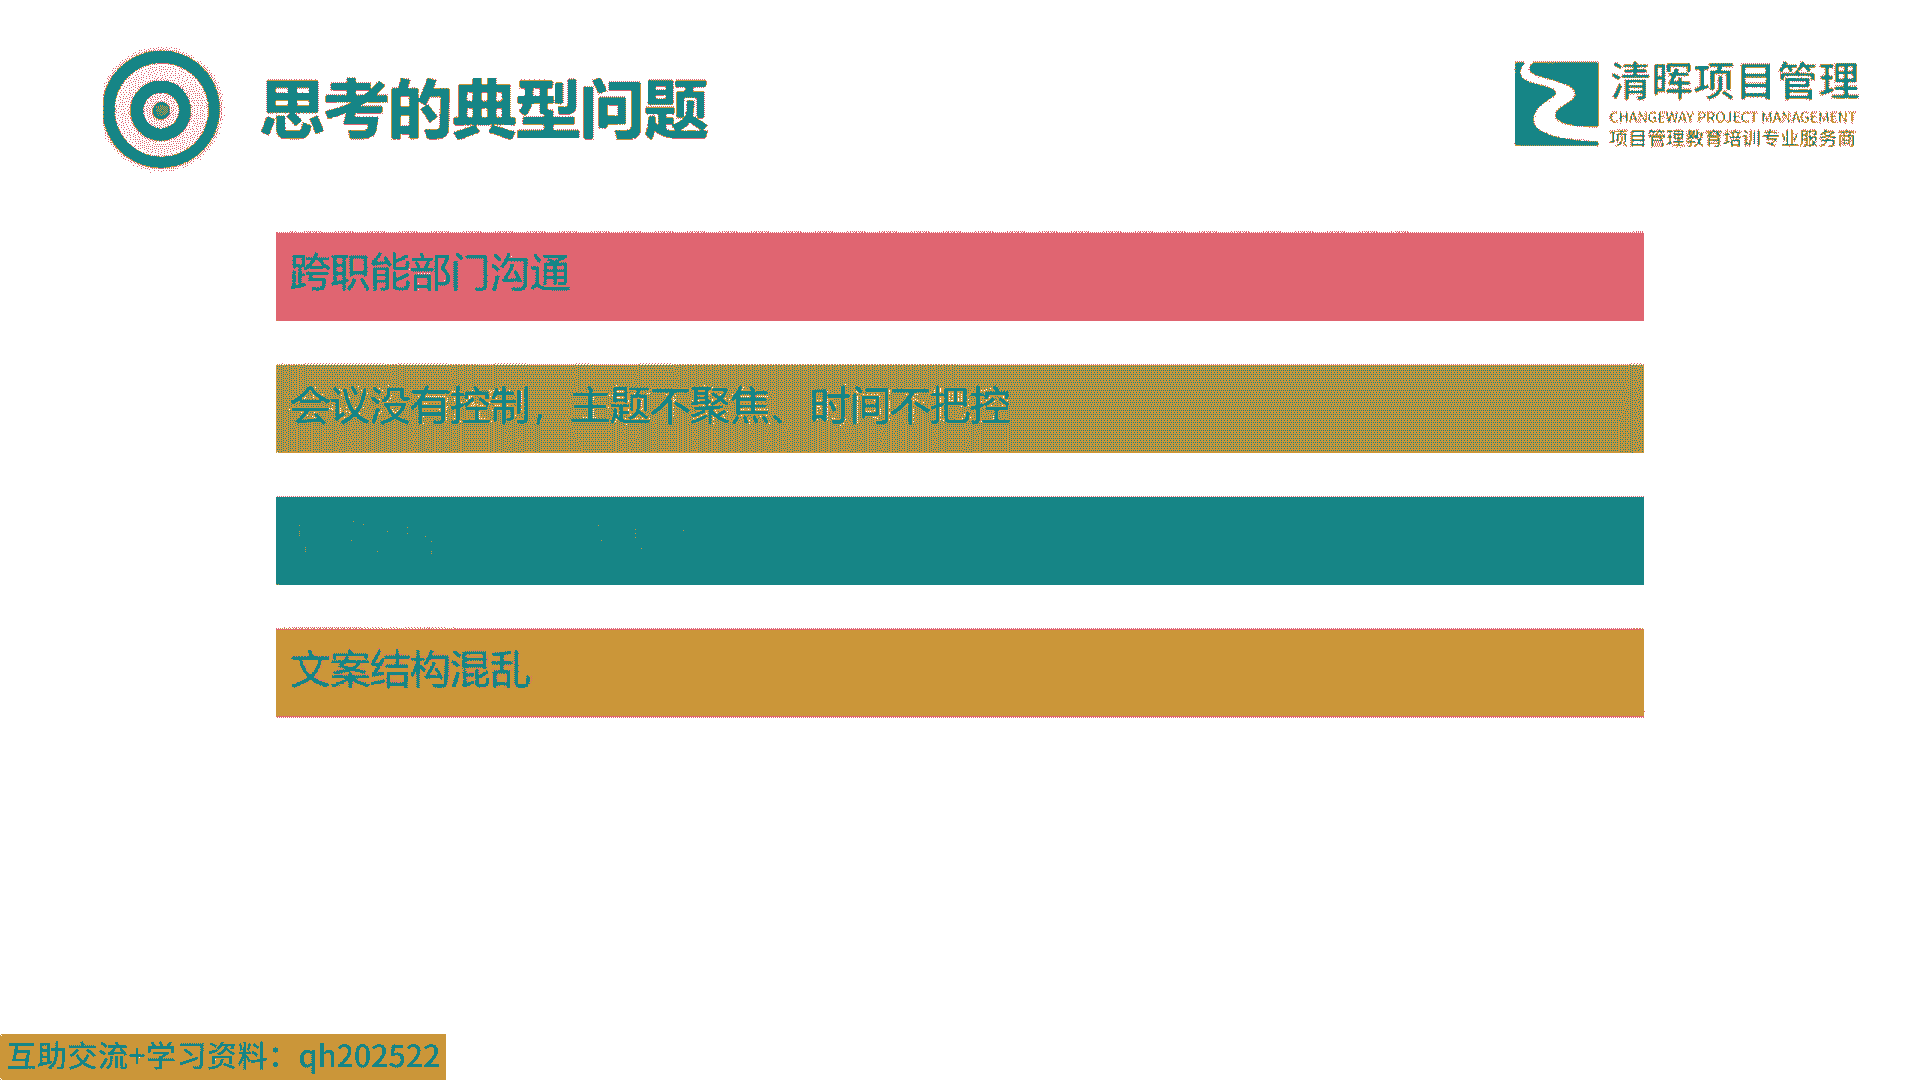 思考的典型问题
清晖项目管理
CHANGEWAY PROJECT MANAGEMENT
项目管理教育培训专业服务商
跨职能部门沟通
会议没有控制，主题不聚焦、时间不把控
文案结构混乱
互助交流+学习资料：qh202522